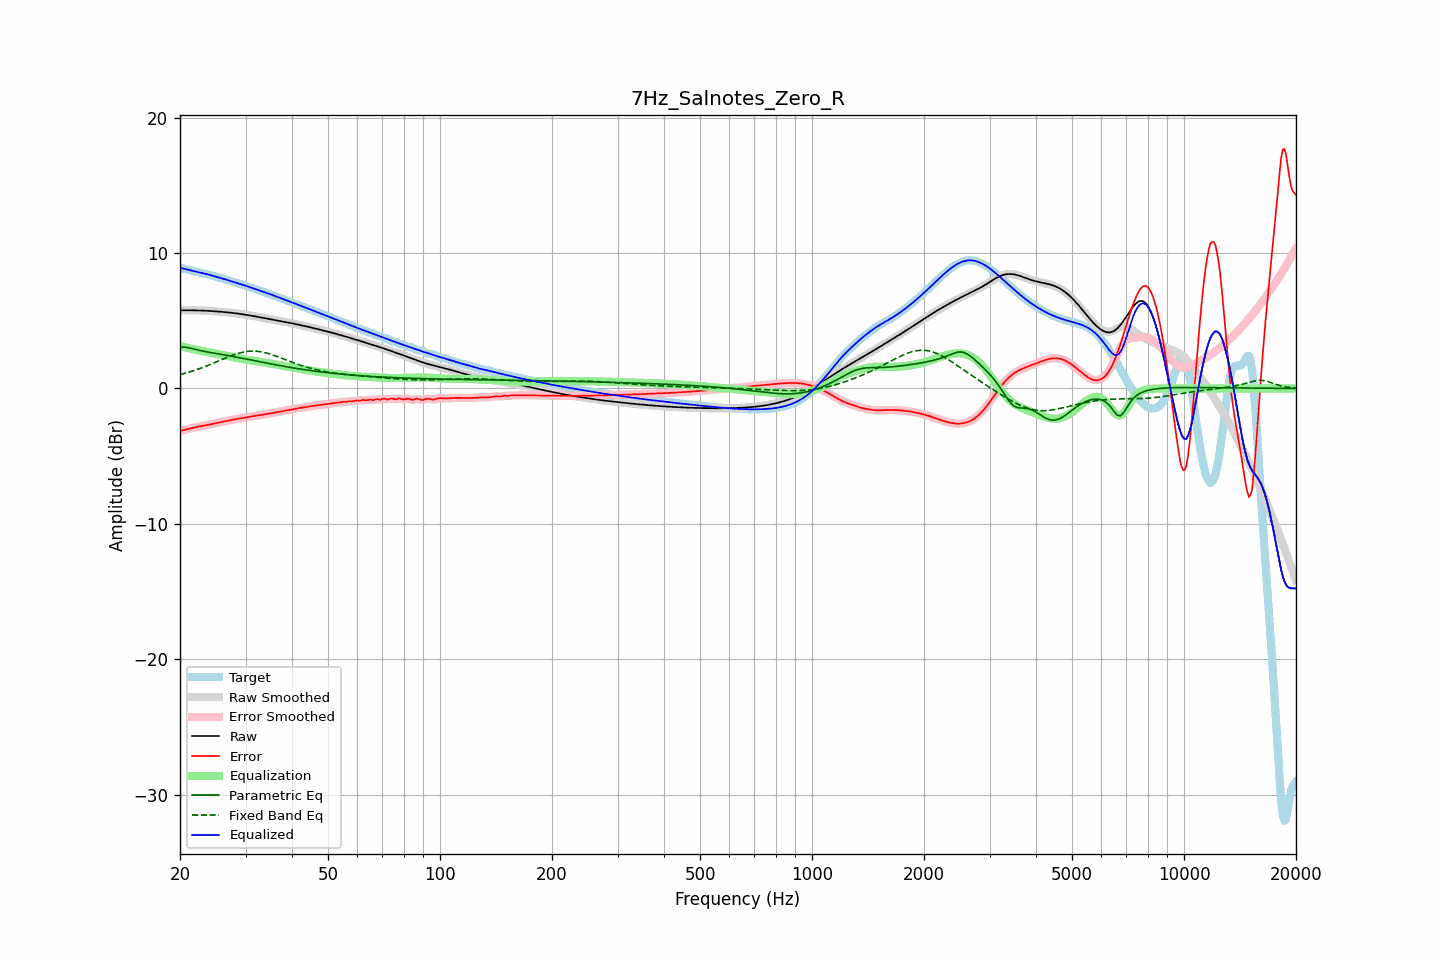 7Hz_Salnotes_Zero_R
20
10
0
−10
−20
−30
Amplitude (dBr)
Target
Raw Smoothed
Error Smoothed
Raw
Error
Equalization
Parametric Eq
Fixed Band Eq
Equalized
20 50 100 200 500 1000 2000 5000 10000 20000
Frequency (Hz)